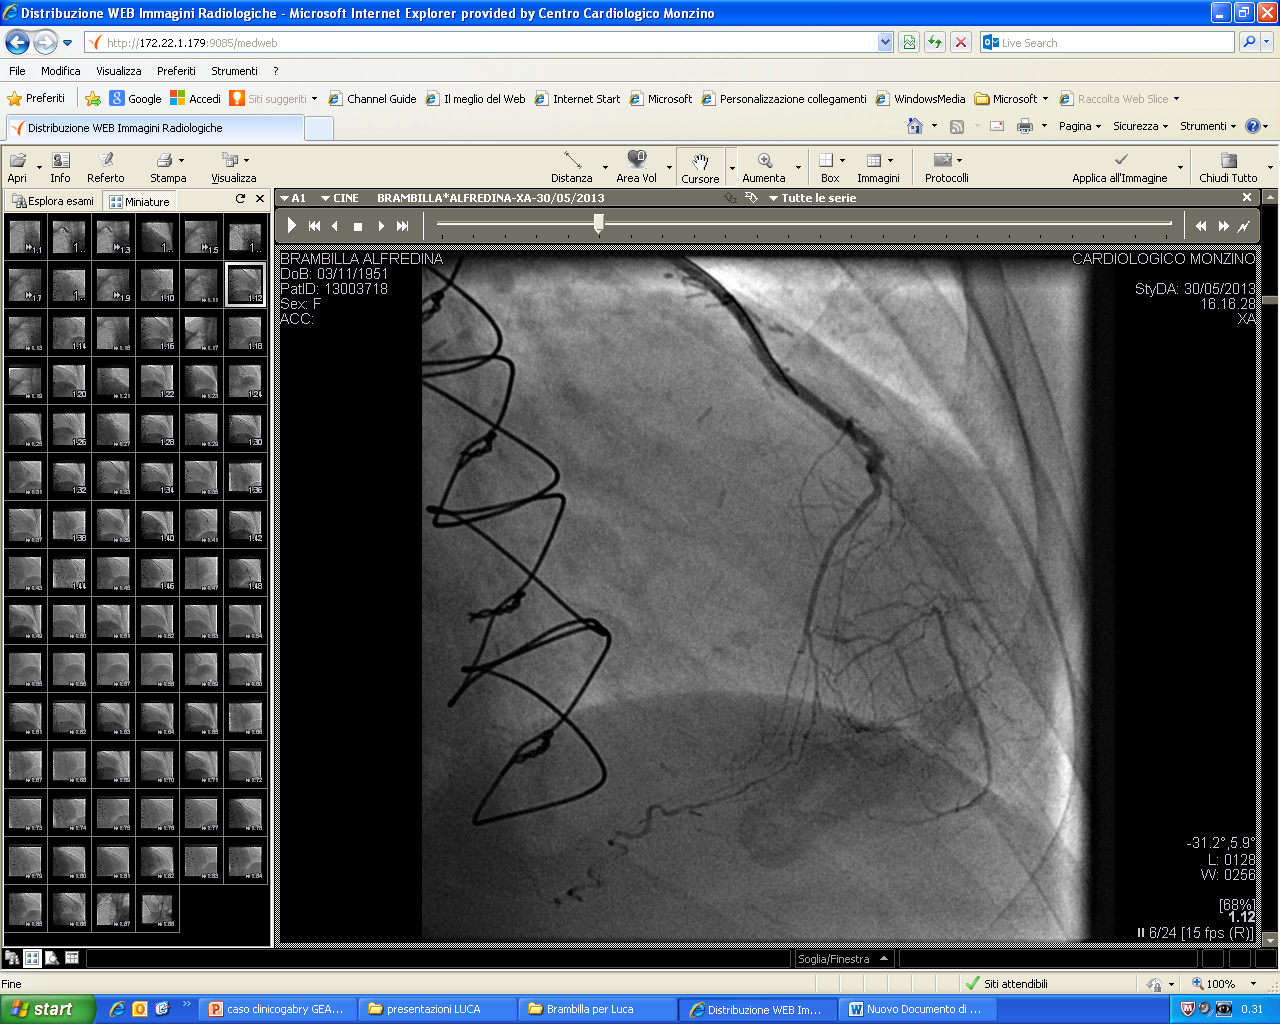 Distribuzione WEB Immagini Radiologiche - Microsoft Internet Explorer provided by Centro Cardiologico Monzino
http://172.22.1.179:9085/medweb
Live Search
File Modifica Visualizza Preferiti Strumenti ?
Preferiti Google Accedi Siti suggeriti Channel Guide Il meglio del Web Internet Start Microsoft Personalizzazione collegamenti WindowsMedia Microsoft Raccolta Web Slice
Distribuzione WEB Immagini Radiologiche
Pagina Sicurezza Strumenti
Apri Info Referto Stampa Visualizza Distanza Area Vol Cursore Aumenta Box Immagini Protocolli Applica all'Immagine Chiudi Tutto
Esplora esami Miniature
A1 CINE BRAMBILLA*ALFREDINA-XA-30/05/2013 Tutte le serie
BRAMBILLA ALFREDINA
DoB: 03/11/1951
PatID: 13003718
Sex: F
ACC:
CARDIOLOGICO MONZINO
StyDA: 30/05/2013
16.16.28
XA
-31.2°,5.9°
L: 0128
W: 0256
[68%]
1.12
6/24 [15 fps (R)]
Soglia/Finestra
Fine
Siti attendibili
100%
start
caso clinicogabry GEA...
presentazioni LUCA
Brambilla per Luca
Distribuzione WEB Im...
Nuovo Documento di ...
0.31